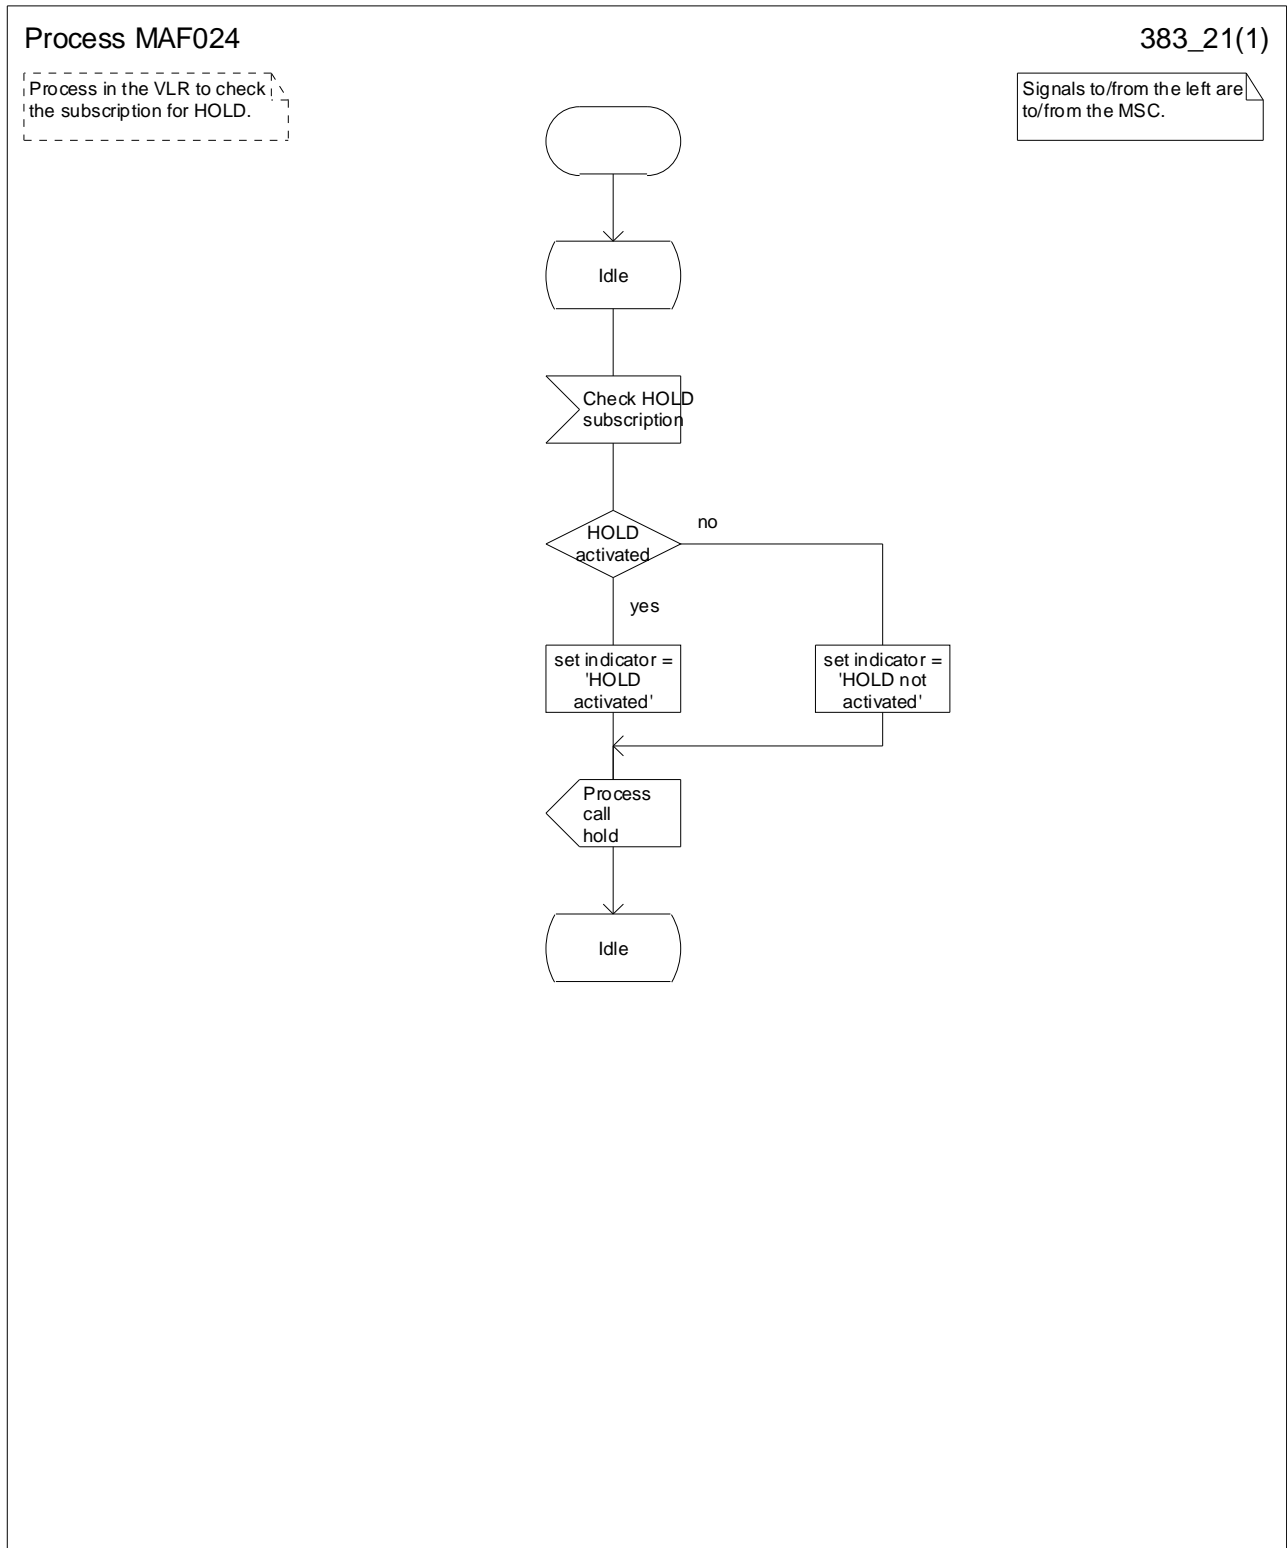 Process MAF024
383_21(1)
Process in the VLR to check
the subscription for HOLD.
Signals to/from the left are
to/from the MSC.
Idle
Check HOLD
subscription
HOLD
activated
no
yes
set indicator =
'HOLD
activated'
set indicator =
'HOLD not
activated'
Process
call
hold
Idle